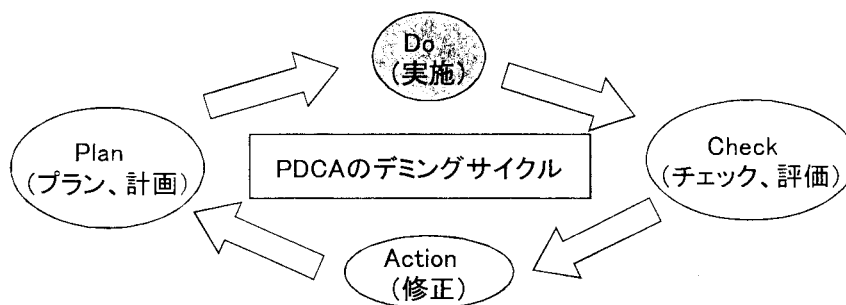 Do
(実施)
Plan
(プラン、計画)
PDCAのデミングサイクル
Check
(チェック、評価)
Action
(修正)